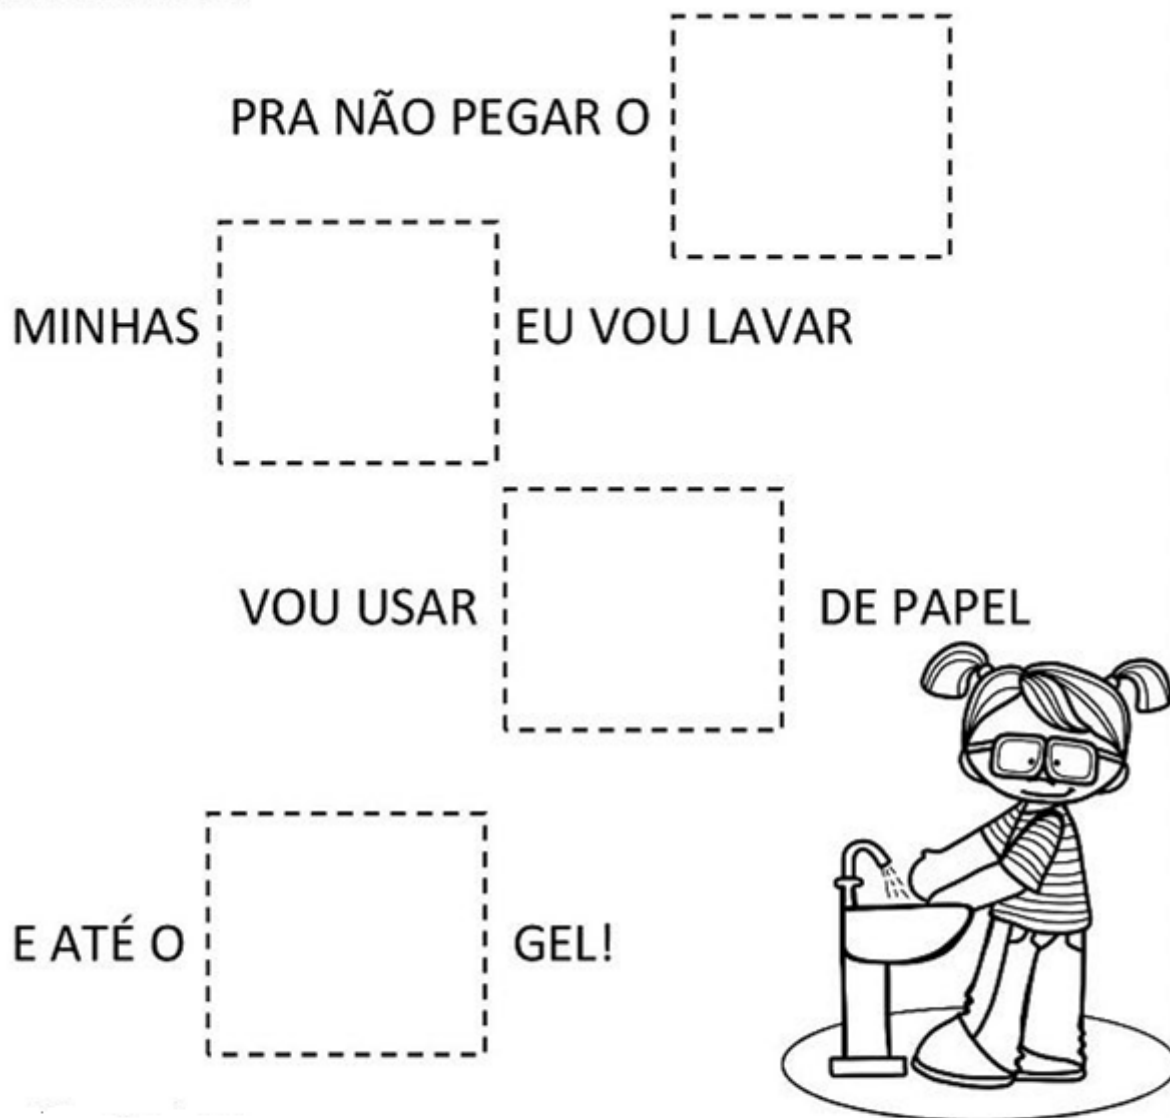 PRA NÃO PEGAR O
MINHAS EU VOU LAVAR
VOU USAR DE PAPEL
E ATÉ O GEL!